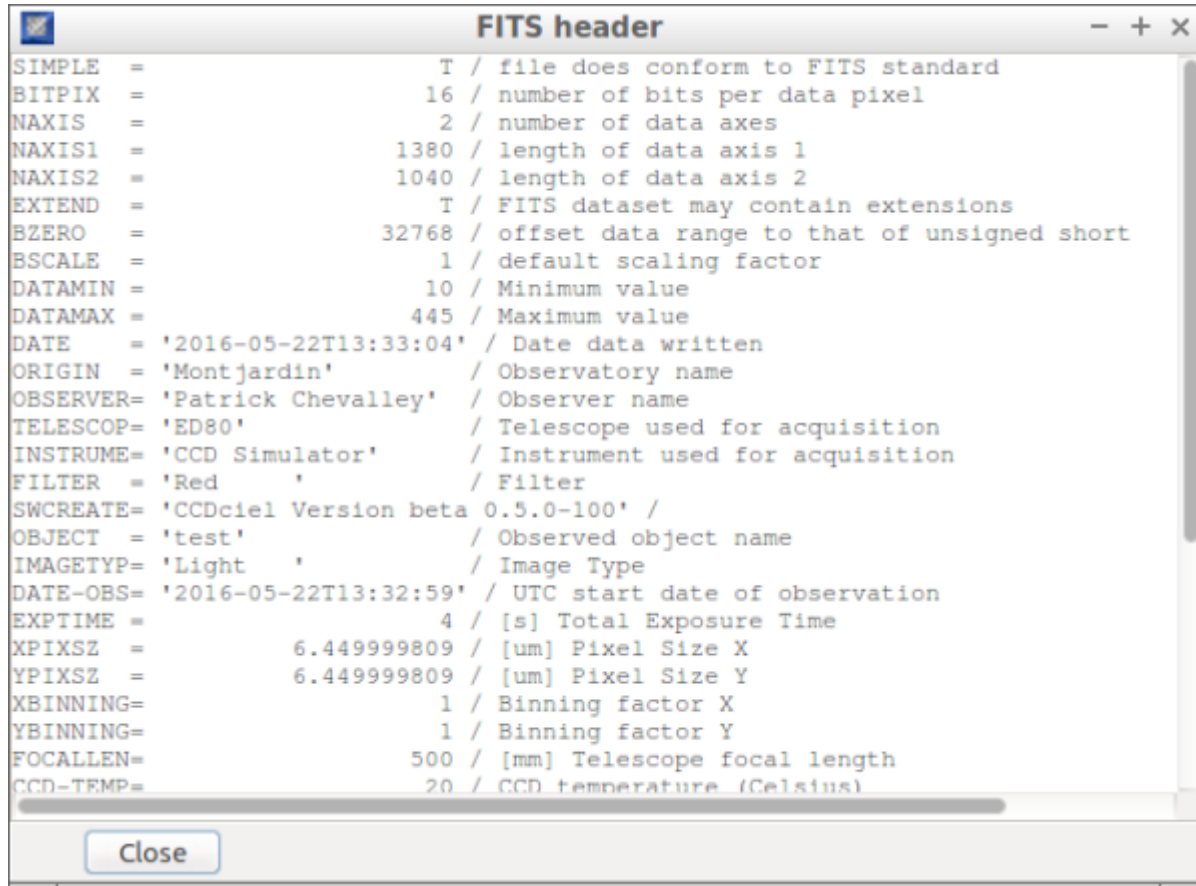 FITS header
SIMPLE  =                    T / file does conform to FITS standard
BITPIX  =                   16 / number of bits per data pixel
NAXIS   =                    2 / number of data axes
NAXIS1  =                 1380 / length of data axis 1
NAXIS2  =                 1040 / length of data axis 2
EXTEND  =                    T / FITS dataset may contain extensions
BZERO   =                32768 / offset data range to that of unsigned short
BSCALE  =                    1 / default scaling factor
DATAMIN =                   10 / Minimum value
DATAMAX =                  445 / Maximum value
DATE    = '2016-05-22T13:33:04' / Date data written
ORIGIN  = 'Montjardin'         / Observatory name
OBSERVER= 'Patrick Chevalley'  / Observer name
TELESCOP= 'ED80'               / Telescope used for acquisition
INSTRUME= 'CCD Simulator'      / Instrument used for acquisition
FILTER  = 'Red     '           / Filter
SWCREATE= 'CCDciel Version beta 0.5.0-100' /
OBJECT  = 'test'               / Observed object name
IMAGETYP= 'Light   '           / Image Type
DATE-OBS= '2016-05-22T13:32:59' / UTC start date of observation
EXPTIME =                    4 / [s] Total Exposure Time
XPIXSZ  =          6.449999809 / [um] Pixel Size X
YPIXSZ  =          6.449999809 / [um] Pixel Size Y
XBINNING=                    1 / Binning factor X
YBINNING=                    1 / Binning factor Y
FOCALLEN=                  500 / [mm] Telescope focal length
CCD-TEMP=                   20 / CCD temperature (Celsius)
Close